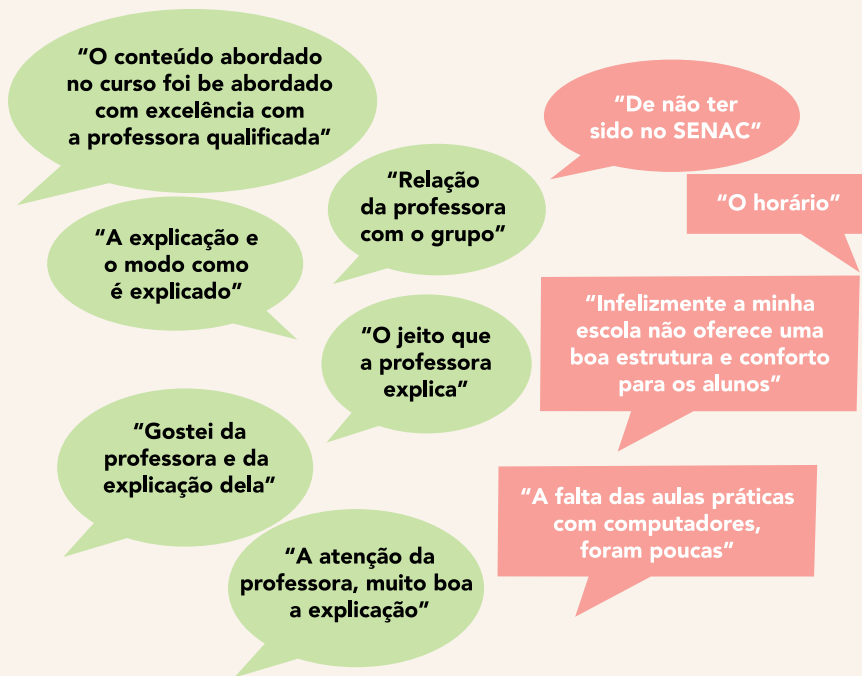 “O conteúdo abordado
no curso foi be abordado
com excelência com
a professora qualificada”
“De não ter
sido no SENAC”
“Relação
da professora
com o grupo”
“O horário”
“A explicação e
o modo como
é explicado”
“Infelizmente a minha
escola não oferece uma
boa estrutura e conforto
para os alunos”
“O jeito que
a professora
explica”
“Gostei da
professora e da
explicação dela”
“A falta das aulas práticas
com computadores,
foram poucas”
“A atenção da
professora, muito boa
a explicação”